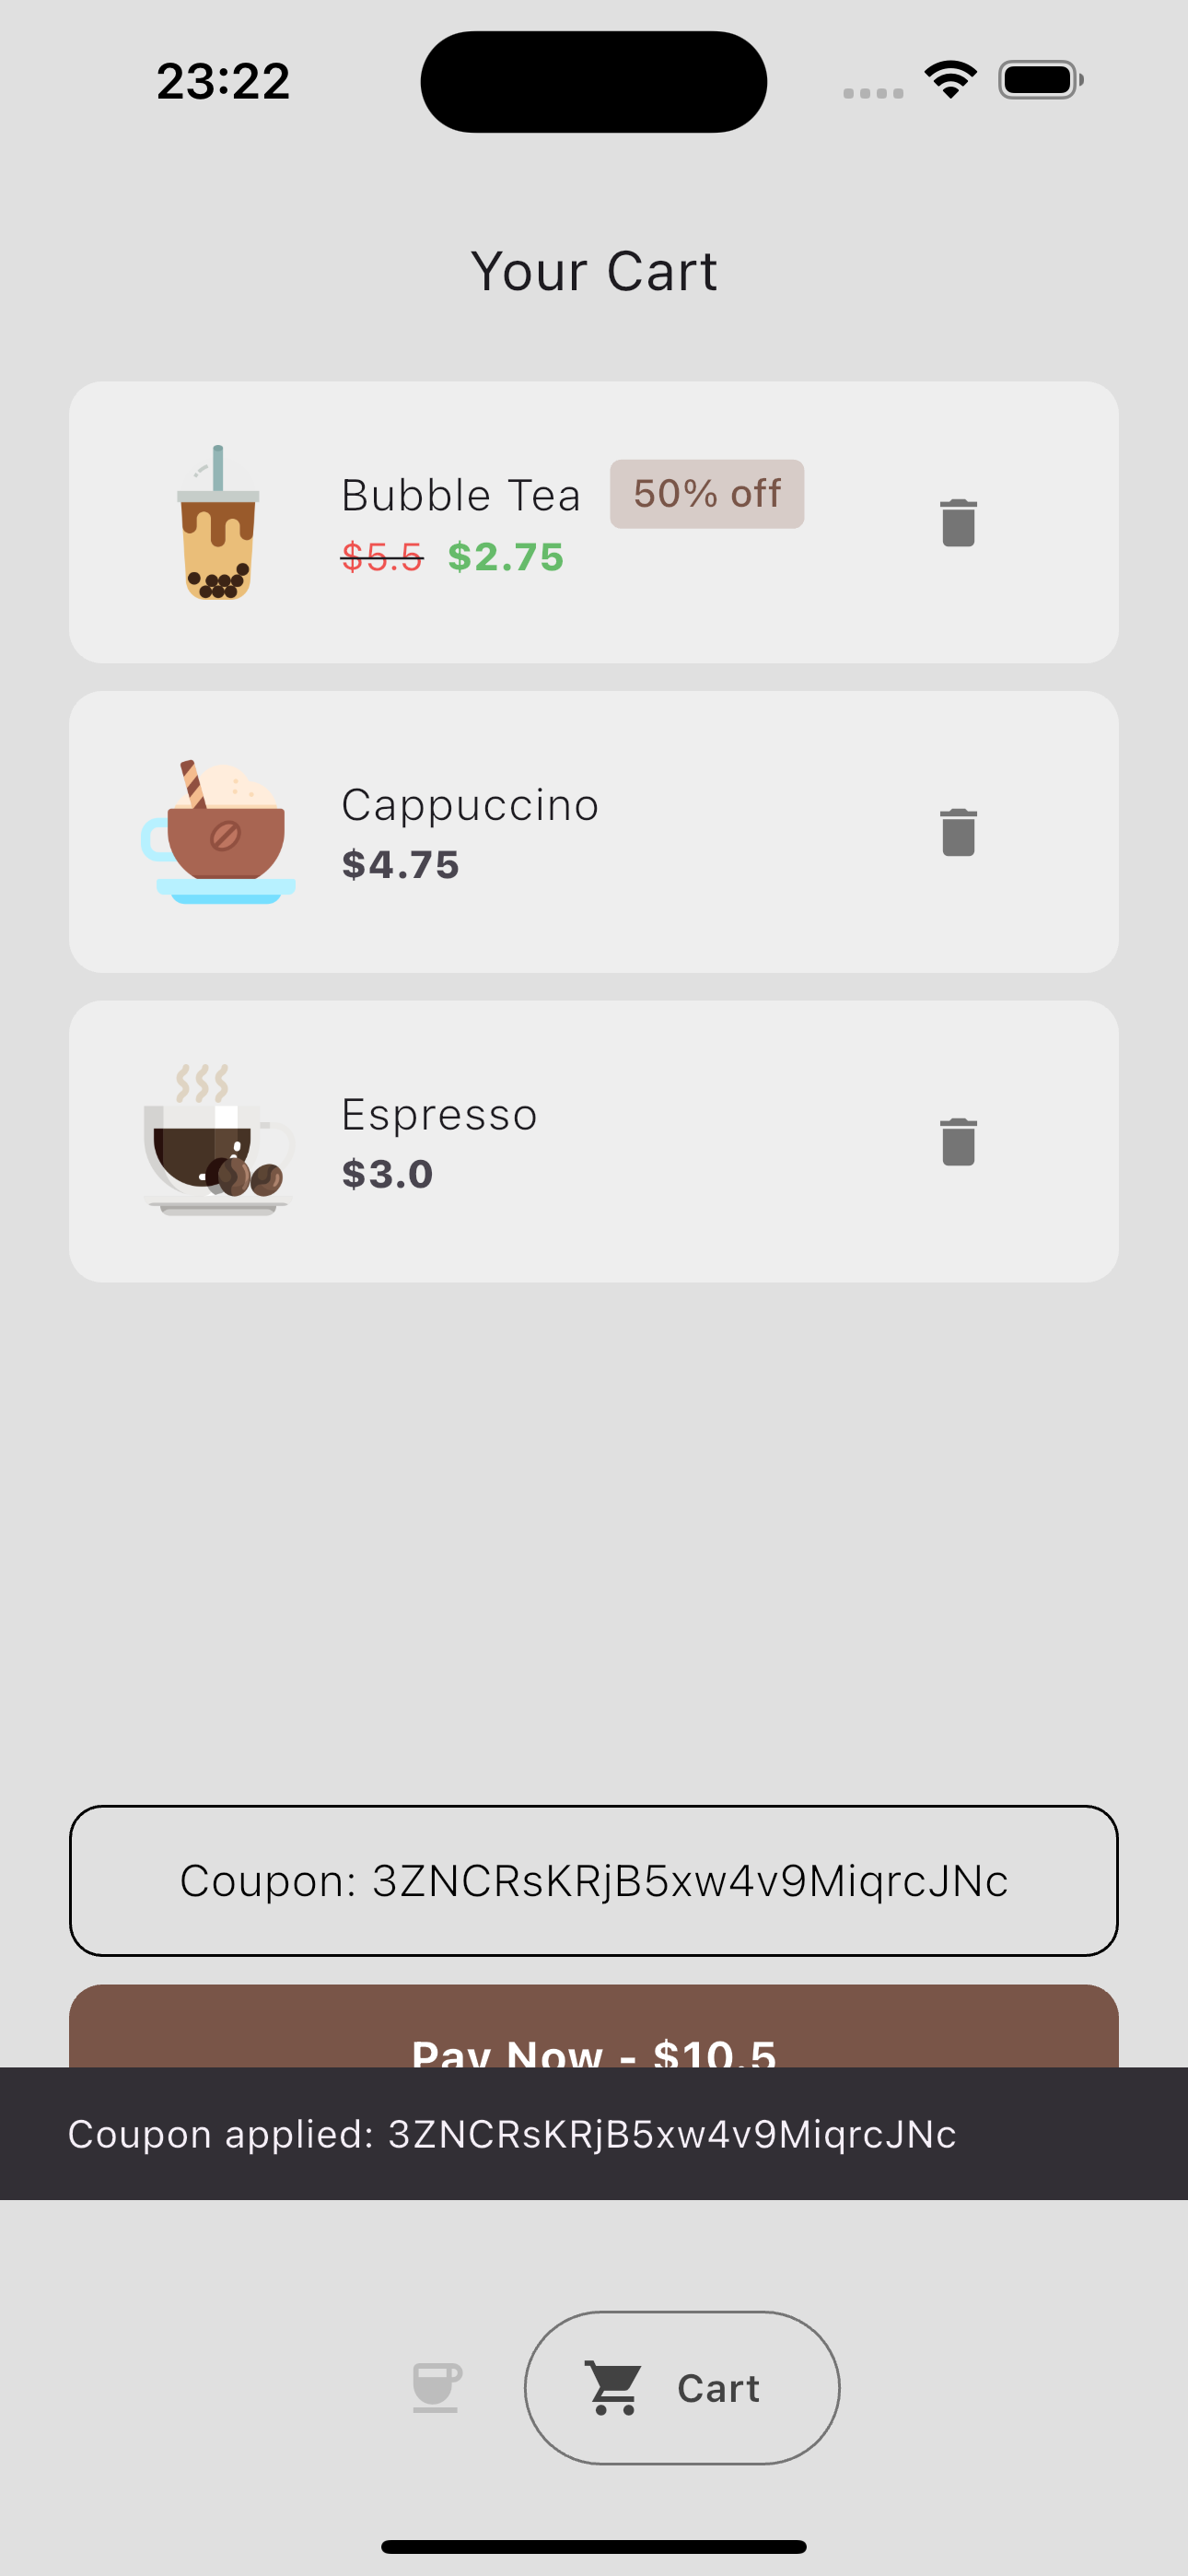 23:22
Your Cart
Bubble Tea 50% off
$5.5 $2.75
Cappuccino
$4.75
Espresso
$3.0
Coupon: 3ZNCRsKRjB5xw4v9MiqrcJNc
Pay Now - $10.5
Coupon applied: 3ZNCRsKRjB5xw4v9MiqrcJNc
Cart